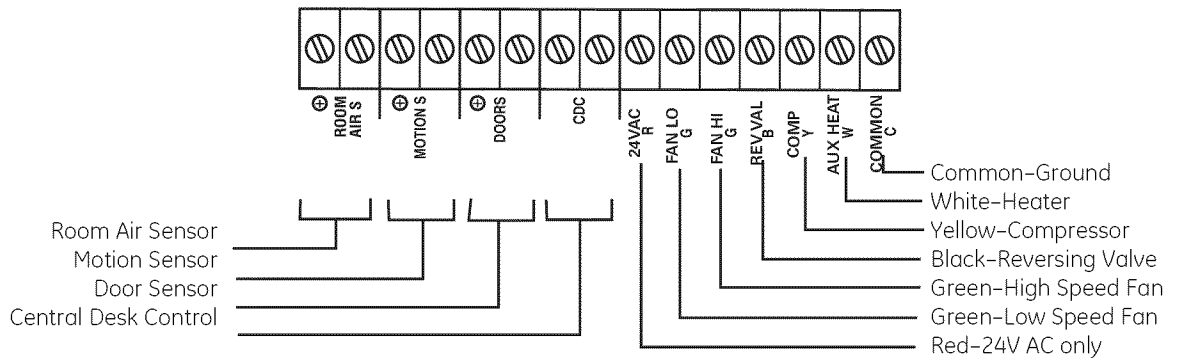 ⊕ ROOM AIR S
⊕ MOTION S
⊕ DOORS
CDC
24VAC R
FAN LO G
FAN HI G
REV VAL B
COMP Y
AUX HEAT W
COMMON C
Room Air Sensor
Motion Sensor
Door Sensor
Central Desk Control
Common–Ground
White–Heater
Yellow–Compressor
Black–Reversing Valve
Green–High Speed Fan
Green–Low Speed Fan
Red–24V AC only